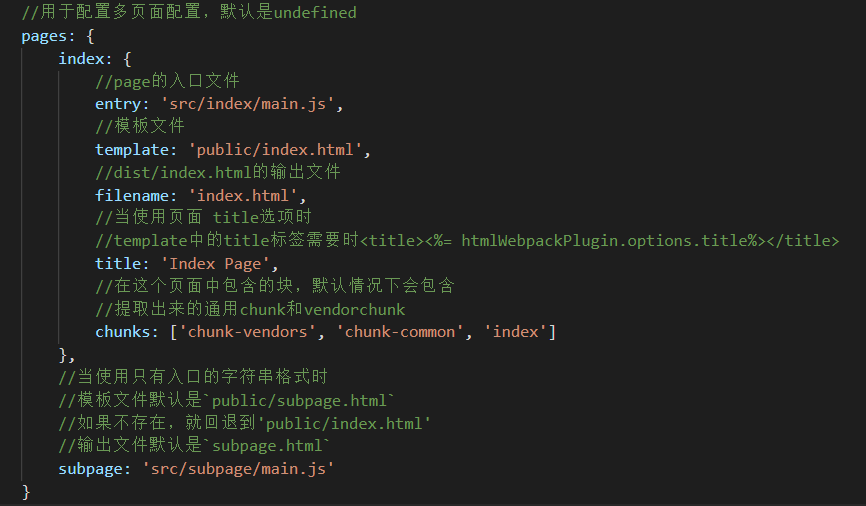 //用于配置多页面配置，默认是undefined
pages: {
index: {
//page的入口文件
entry: 'src/index/main.js',
//模板文件
template: 'public/index.html',
//dist/index.html的输出文件
filename: 'index.html',
//当使用页面 title选项时
//template中的title标签需要时<title><%= htmlWebpackPlugin.options.title%></title>
title: 'Index Page',
//在这个页面中包含的块，默认情况下会包含
//提取出来的通用chunk和vendorchunk
chunks: ['chunk-vendors', 'chunk-common', 'index']
},
//当使用只有入口的字符串格式时
//模板文件默认是`public/subpage.html`
//如果不存在，就回退到'public/index.html'
//输出文件默认是`subpage.html`
subpage: 'src/subpage/main.js'
}